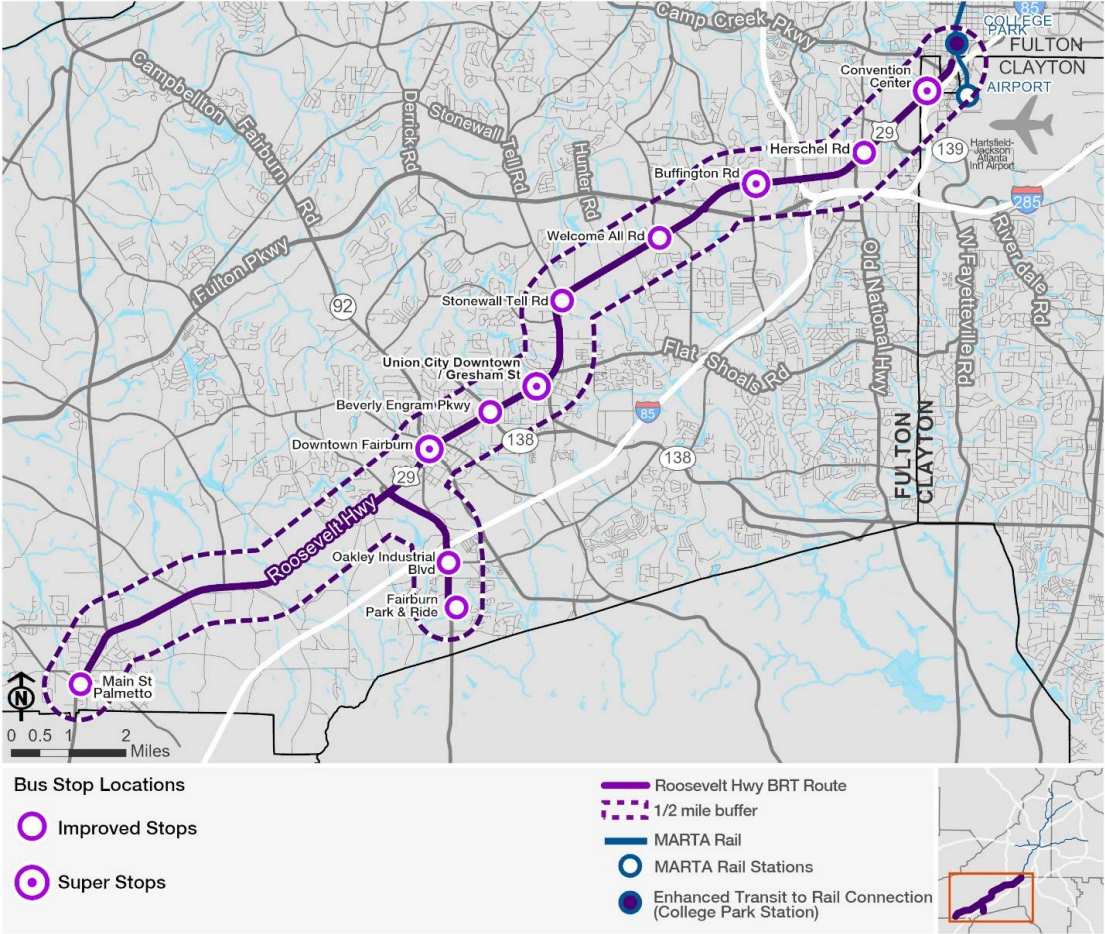 Camp Creek Pkwy
85
COLLEGE
PARK
FULTON
CLAYTON
Convention
Center
AIRPORT
Campbellton
Fairburn
Rd
Derrick Rd
Stonewall
Tell Rd
Hunter Rd
29
139
Hartsfield-
Jackson
Atlanta
Int'l Airport
Herschel Rd
Buffington Rd
285
Welcome All Rd
Fulton Pkwy
Old National Hwy
W Fayetteville Rd
Riverdale Rd
Stonewall Tell Rd
92
Union City Downtown
/ Gresham St
Flat Shoals Rd
Beverly Engram Pkwy
85
Downtown Fairburn
138
138
FULTON
CLAYTON
29
Roosevelt Hwy
Oakley Industrial
Blvd
Fairburn
Park & Ride
Main St
Palmetto
N
0 0.5 1 2
Miles
Bus Stop Locations
Improved Stops
Super Stops
Roosevelt Hwy BRT Route
1/2 mile buffer
MARTA Rail
MARTA Rail Stations
Enhanced Transit to Rail Connection
(College Park Station)